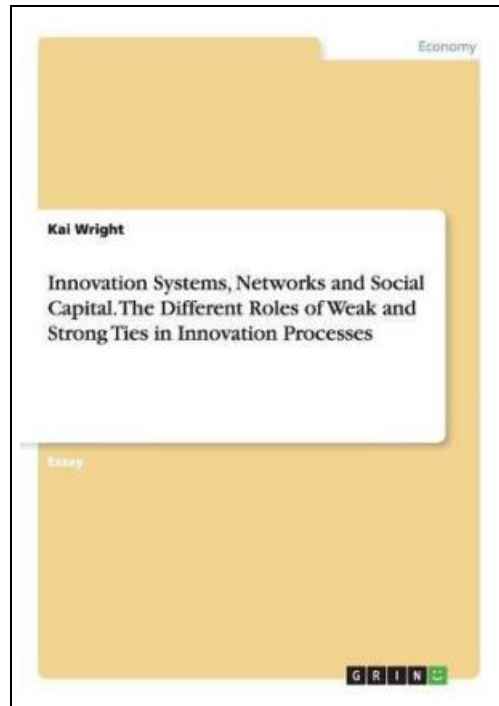 Economy
Kai Wright
Innovation Systems, Networks and Social
Capital. The Different Roles of Weak and
Strong Ties in Innovation Processes
Essay
GRIN